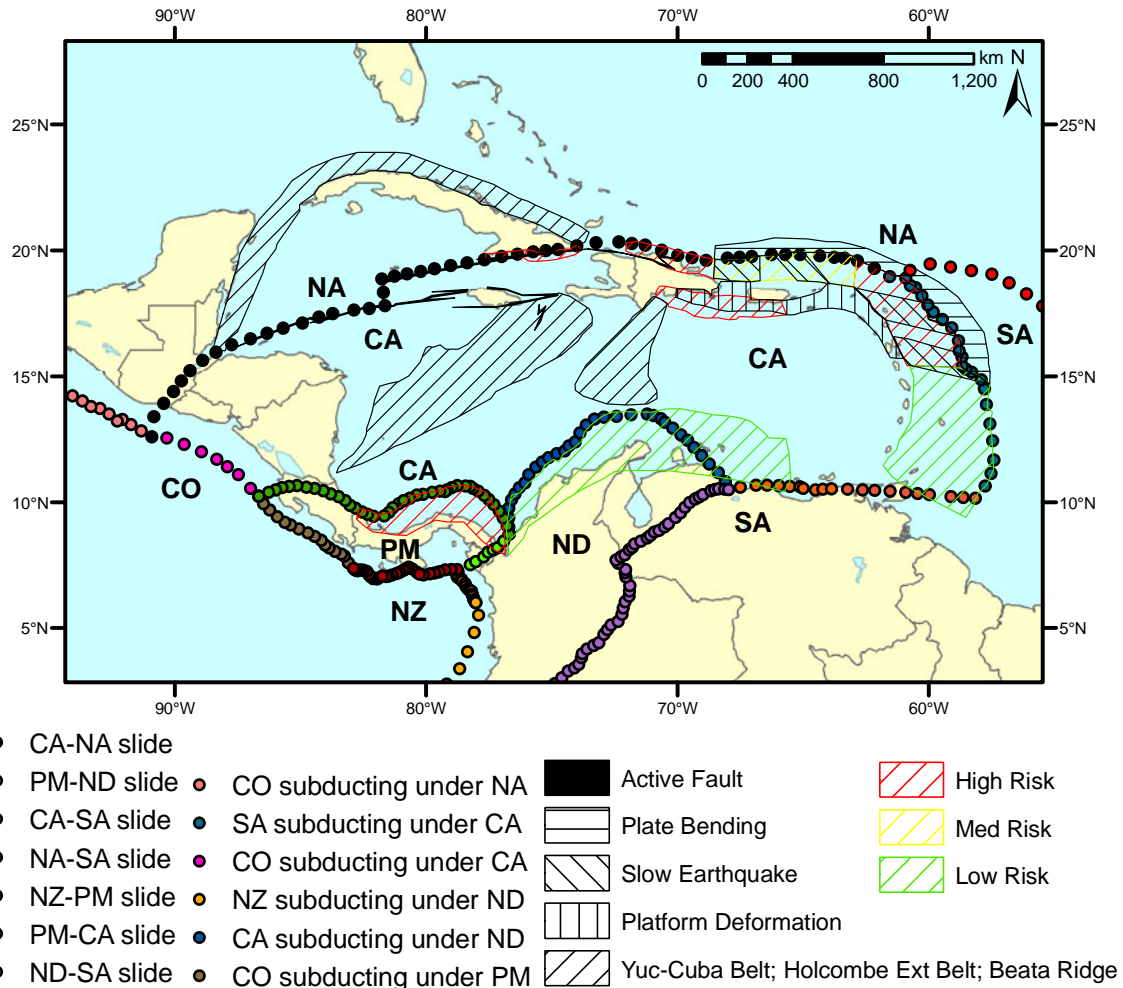 90°W 80°W 70°W 60°W
km N
0 200 400 800 1,200
25°N 25°N
NA
20°N 20°N
NA
SA
CA CA
15°N 15°N
CA
CO
10°N 10°N
SA
PM ND
NZ
5°N 5°N
90°W 80°W 70°W 60°W
CA-NA slide
PM-ND slide
CA-SA slide
NA-SA slide
NZ-PM slide
PM-CA slide
ND-SA slide
CO subducting under NA
SA subducting under CA
CO subducting under CA
NZ subducting under ND
CA subducting under ND
CO subducting under PM
Active Fault
Plate Bending
Slow Earthquake
Platform Deformation
Yuc-Cuba Belt; Holcombe Ext Belt; Beata Ridge
High Risk
Med Risk
Low Risk